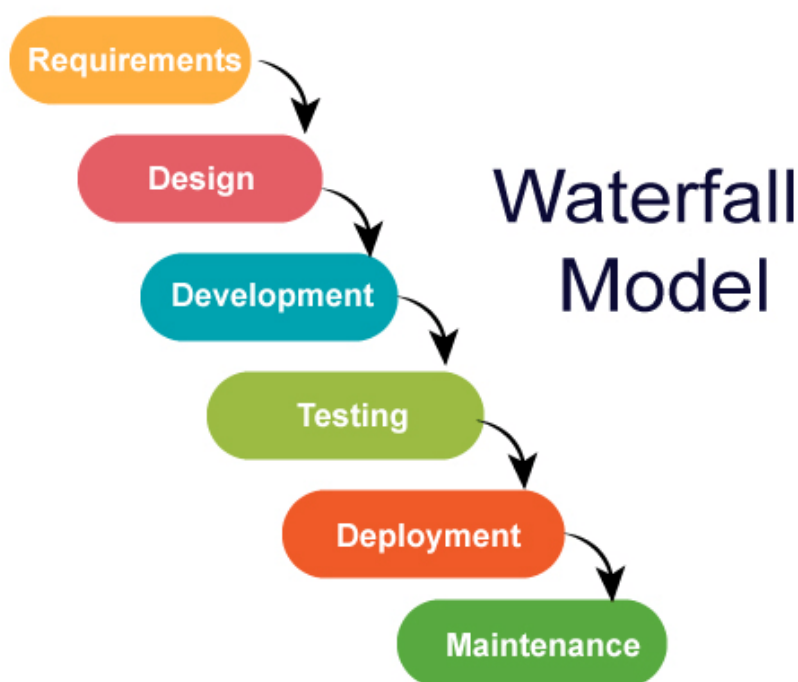 Requirements
Design
Waterfall
Model
Development
Testing
Deployment
Maintenance